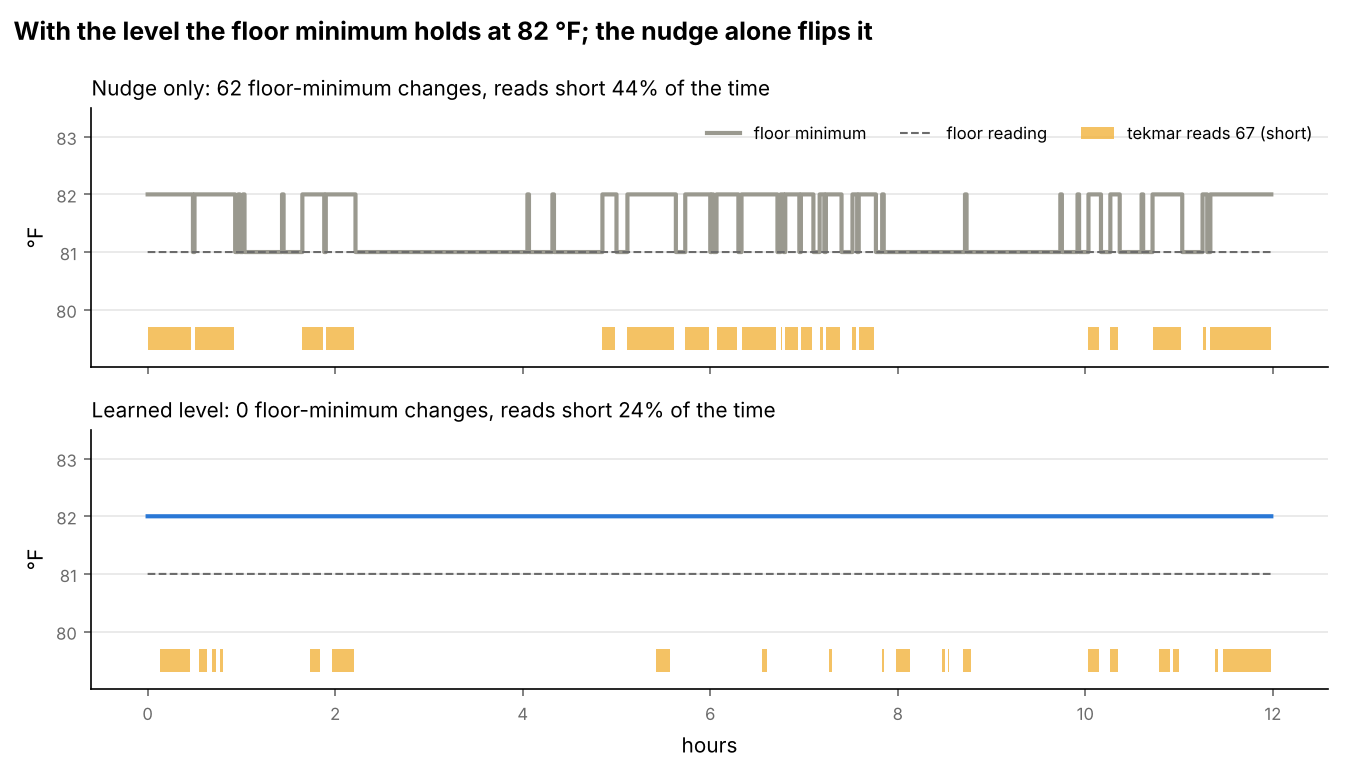 With the level the floor minimum holds at 82 °F; the nudge alone flips it
Nudge only: 62 floor-minimum changes, reads short 44% of the time
floor minimum
floor reading
tekmar reads 67 (short)
83
82
81
80
°F
Learned level: 0 floor-minimum changes, reads short 24% of the time
83
82
81
80
°F
0
2
4
6
8
10
12
hours